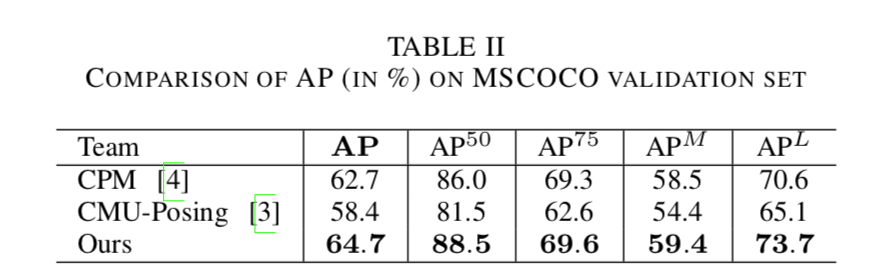 TABLE II
COMPARISON OF AP (IN %) ON MSCOCO VALIDATION SET
Team AP AP^50 AP^75 AP^M AP^L
CPM [4] 62.7 86.0 69.3 58.5 70.6
CMU-Posing [3] 58.4 81.5 62.6 54.4 65.1
Ours 64.7 88.5 69.6 59.4 73.7